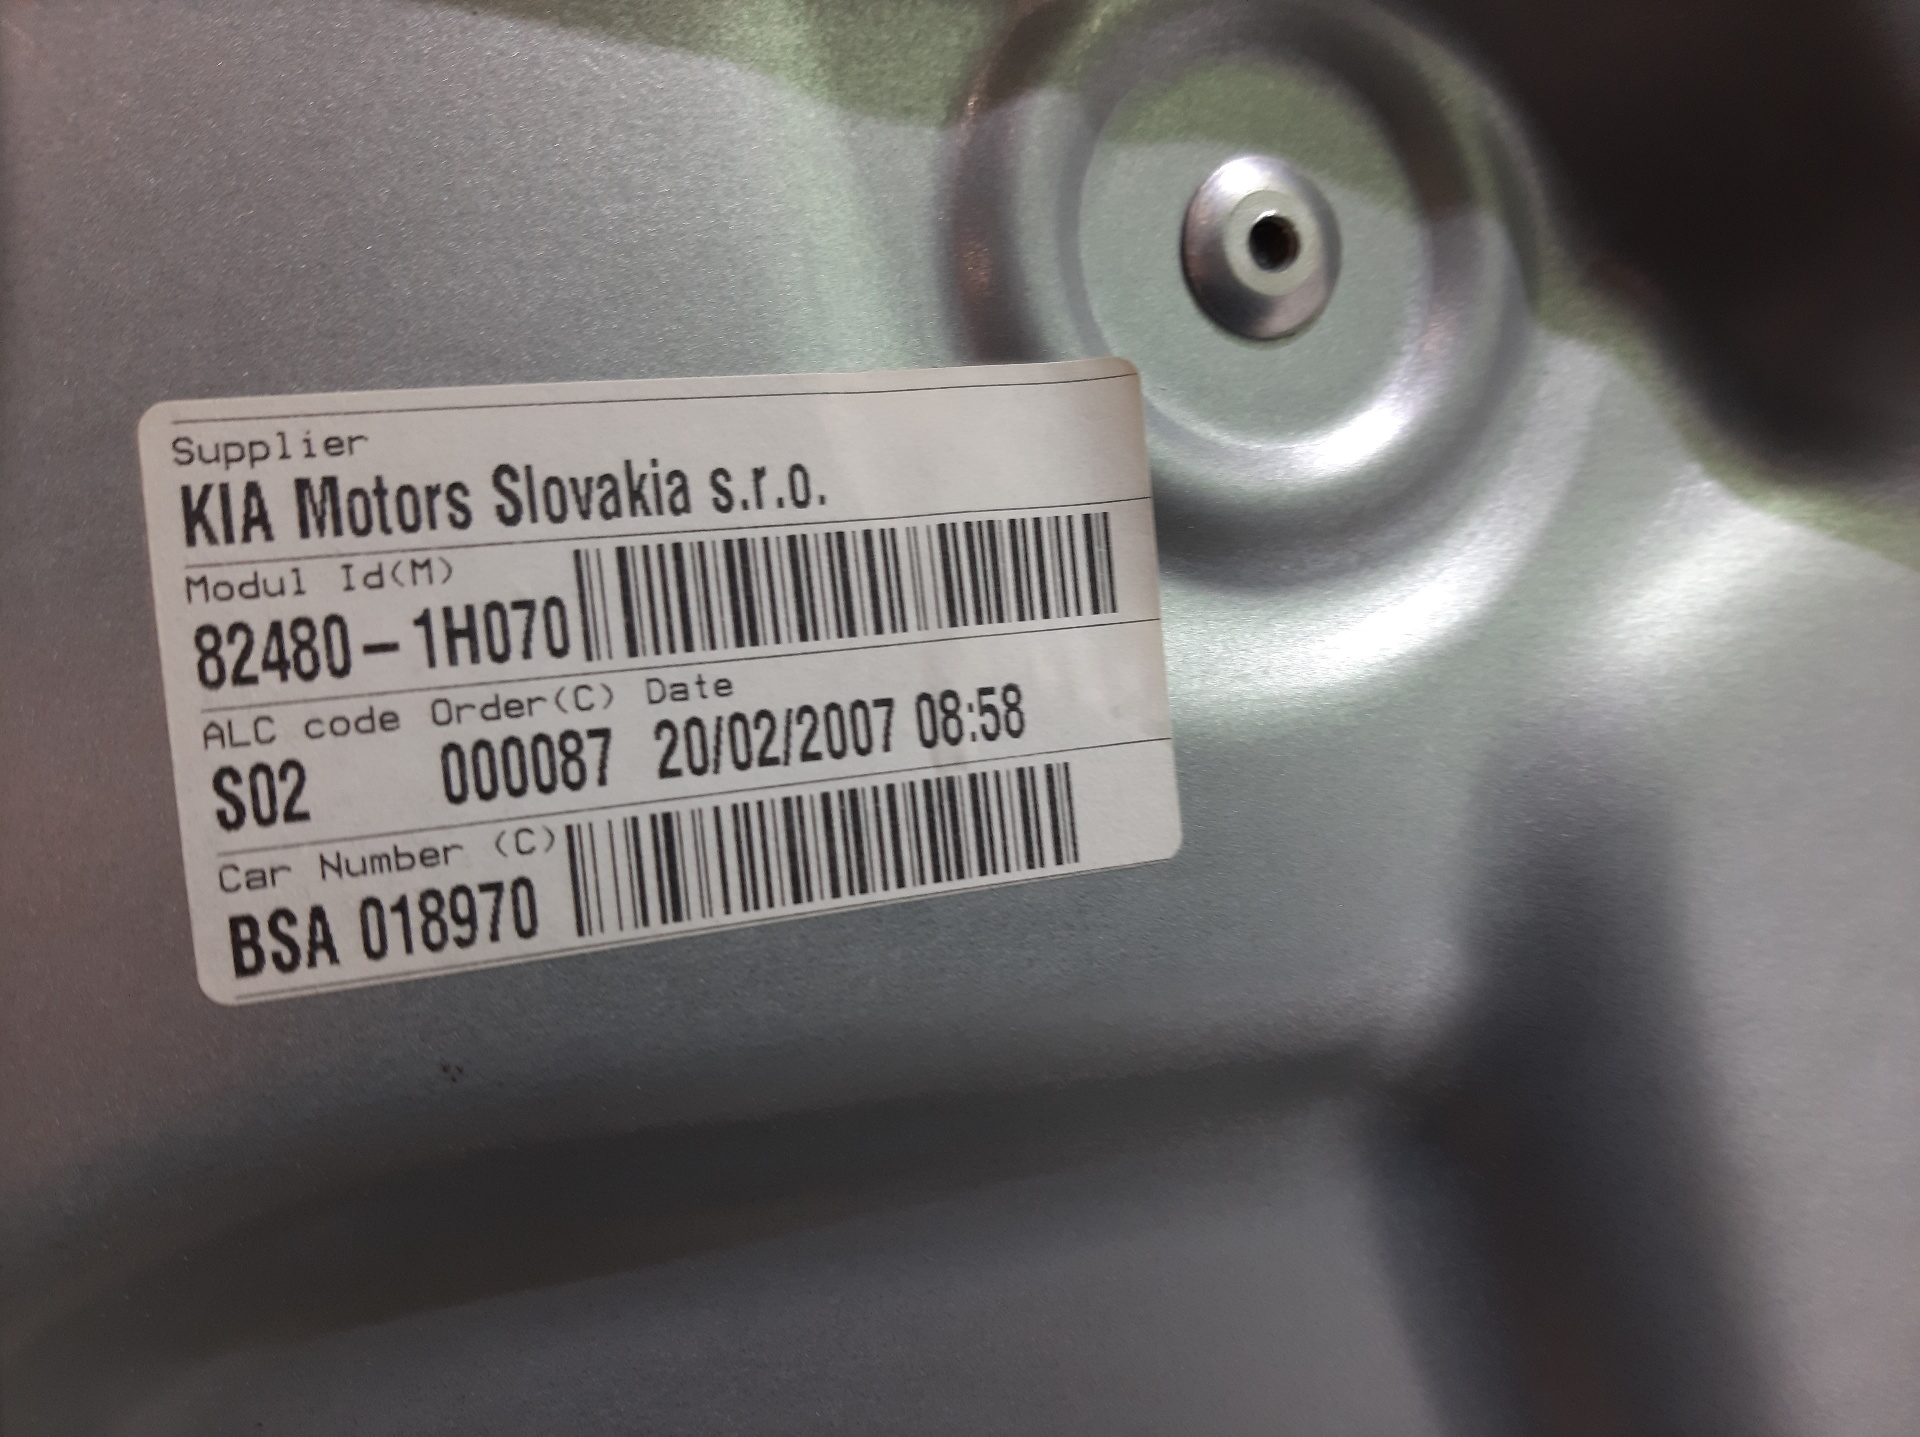 Supplier
KIA Motors Slovakia s.r.o.
Modul Id(M)
82480-1H070
ALC code Order(C) Date
S02 000087 20/02/2007 08:58
Car Number (C)
BSA 018970